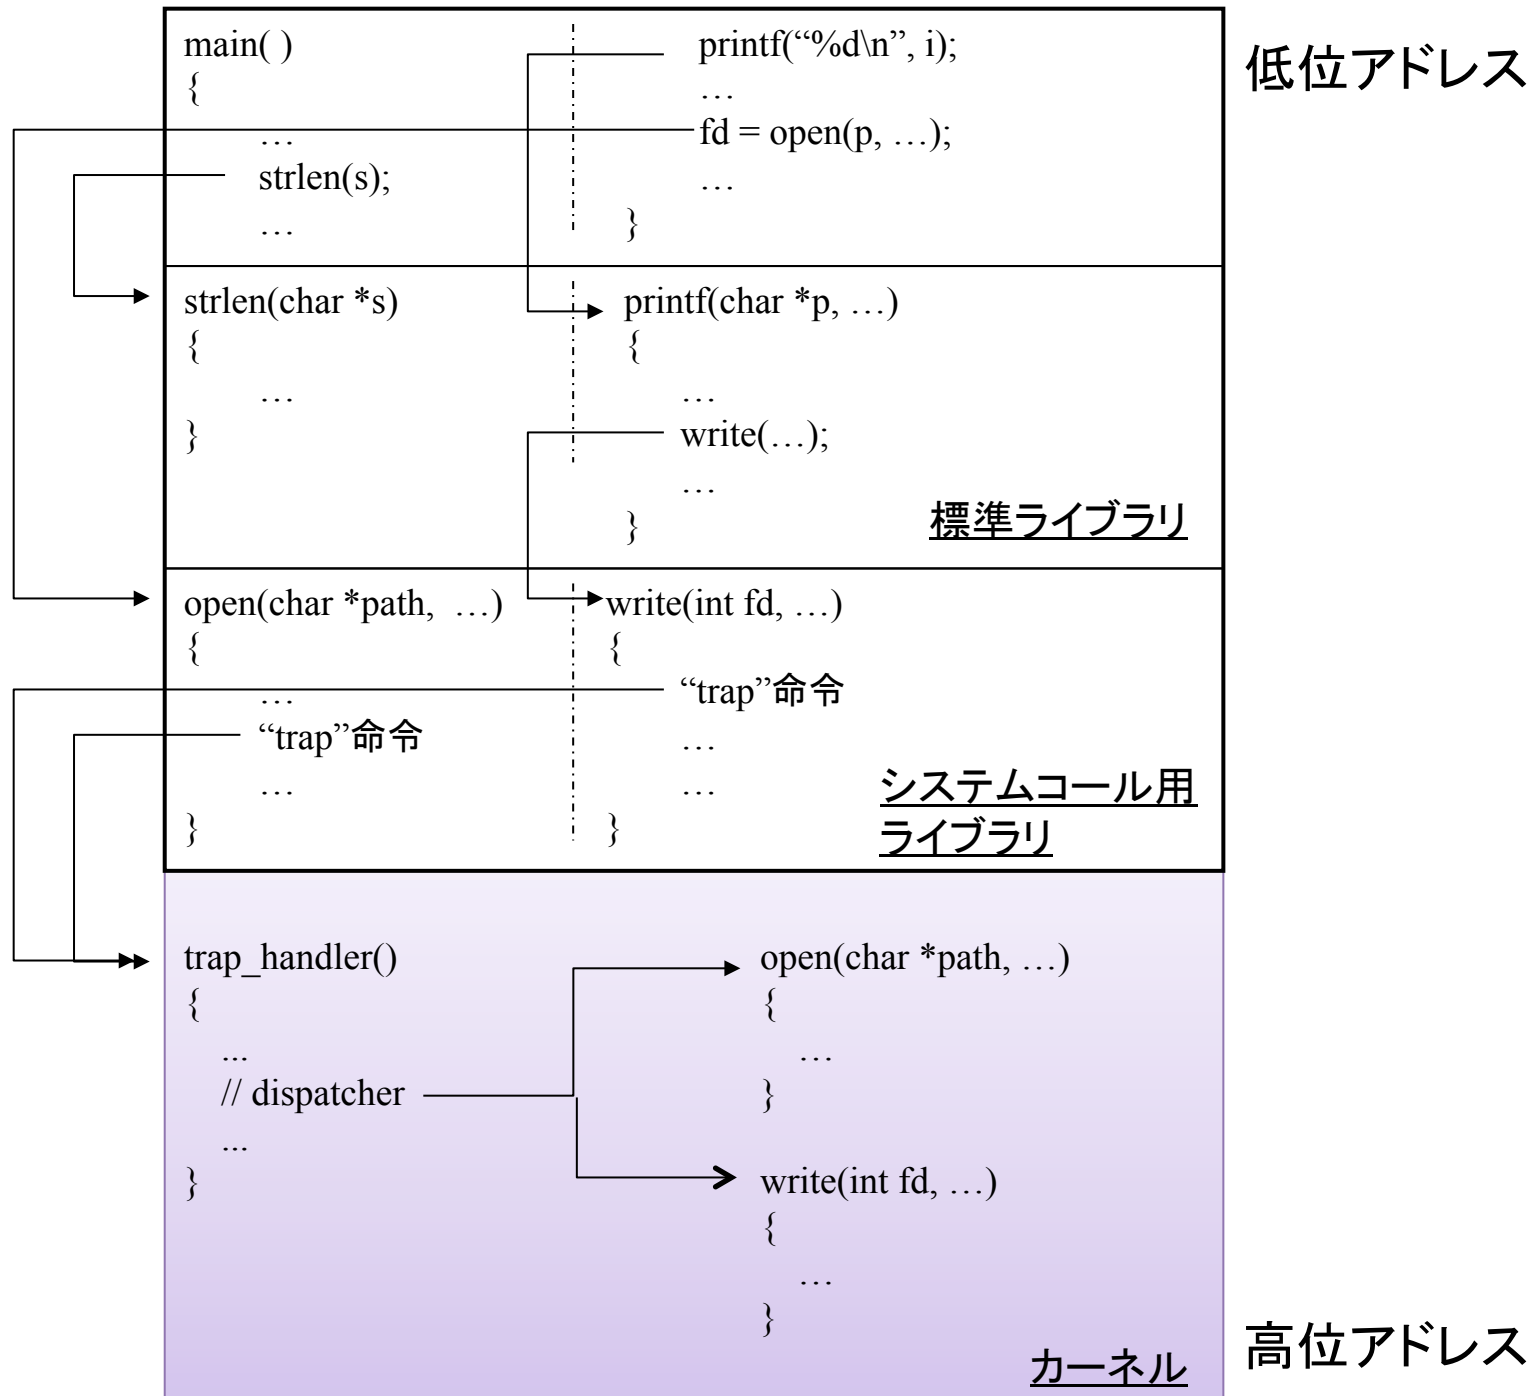 main( )
{
…
strlen(s);
…
printf(“%d\n”, i);
…
fd = open(p, …);
…
}
低位アドレス
strlen(char *s)
{
…
}
printf(char *p, …)
{
…
write(…);
…
}
標準ライブラリ
open(char *path, …)
{
…
“trap”命令
…
}
write(int fd, …)
{
“trap”命令
…
…
}
システムコール用
ライブラリ
trap_handler()
{
...
// dispatcher
...
}
open(char *path, …)
{
…
}
write(int fd, …)
{
…
}
カーネル
高位アドレス